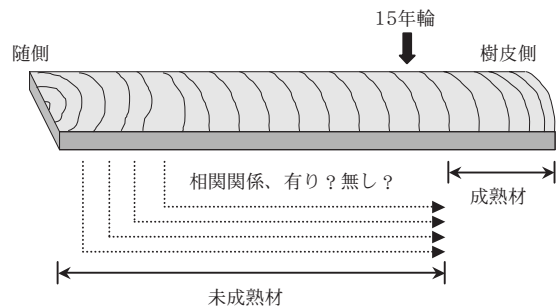 15年輪
随側
樹皮側
相関関係、有り？無し？
成熟材
未成熟材